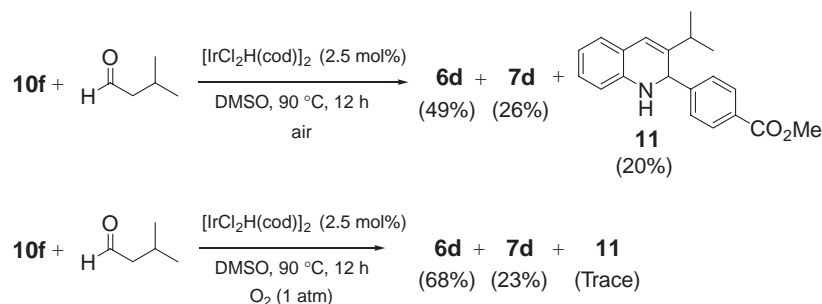 10f + O H [IrCl₂H(cod)]₂ (2.5 mol%) 6d + 7d + N H CO₂Me
DMSO, 90 °C, 12 h (49%) (26%) 11
air (20%)
10f + O H [IrCl₂H(cod)]₂ (2.5 mol%) 6d + 7d + 11
DMSO, 90 °C, 12 h (68%) (23%) (Trace)
O₂ (1 atm)